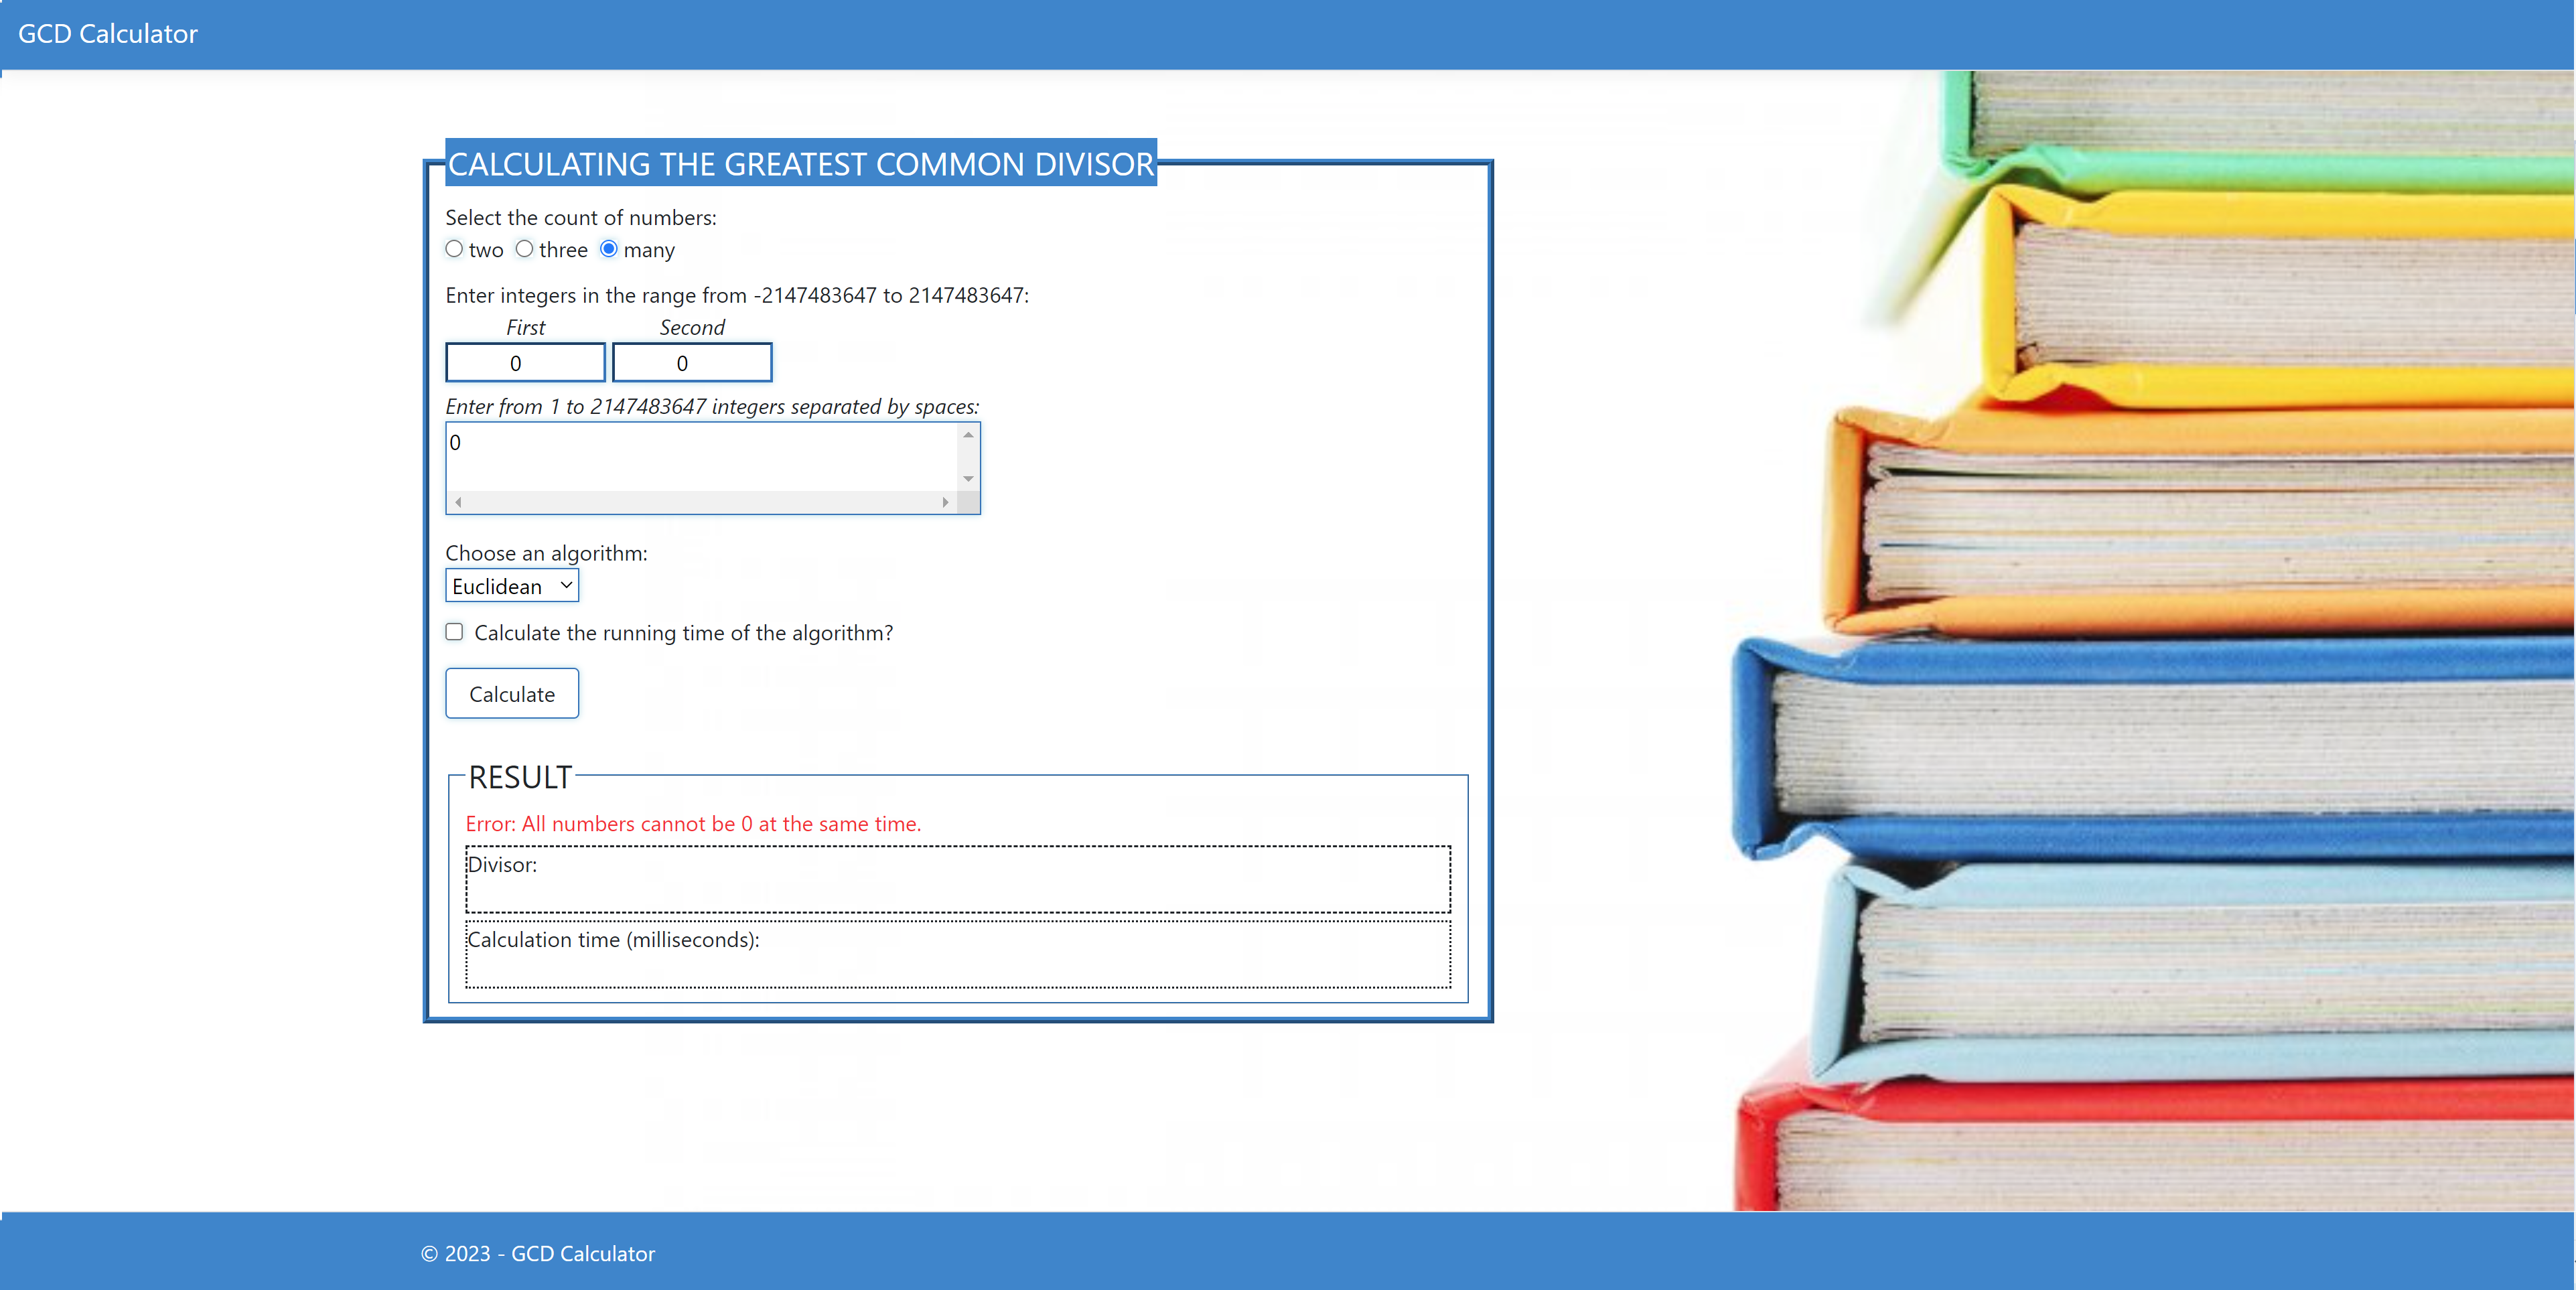 GCD Calculator
CALCULATING THE GREATEST COMMON DIVISOR
Select the count of numbers:
two three many
Enter integers in the range from -2147483647 to 2147483647:
First Second
0 0
Enter from 1 to 2147483647 integers separated by spaces:
0
Choose an algorithm:
Euclidean
Calculate the running time of the algorithm?
Calculate
RESULT
Error: All numbers cannot be 0 at the same time.
Divisor:
Calculation time (milliseconds):
© 2023 - GCD Calculator